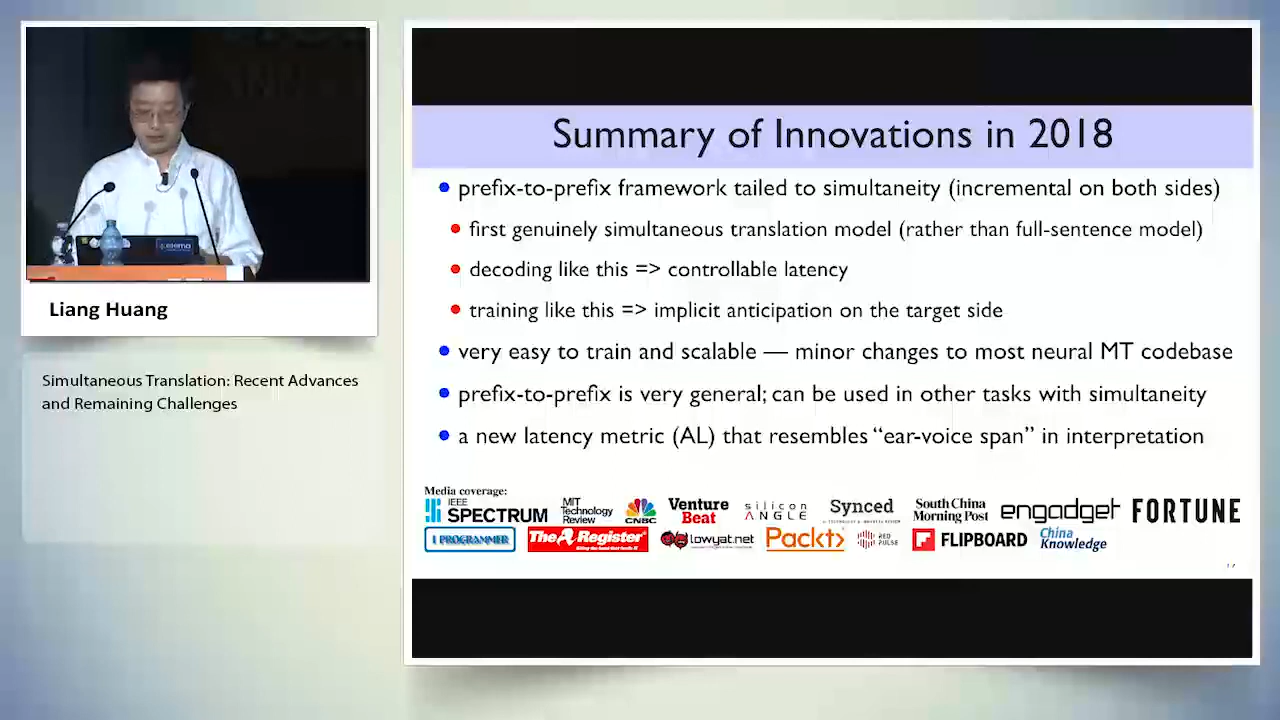 Liang Huang
Simultaneous Translation: Recent Advances
and Remaining Challenges
Summary of Innovations in 2018
prefix-to-prefix framework tailed to simultaneity (incremental on both sides)
first genuinely simultaneous translation model (rather than full-sentence model)
decoding like this => controllable latency
training like this => implicit anticipation on the target side
very easy to train and scalable — minor changes to most neural MT codebase
prefix-to-prefix is very general; can be used in other tasks with simultaneity
a new latency metric (AL) that resembles “ear-voice span” in interpretation
Media coverage:
IEEE SPECTRUM
MIT Technology Review
CNBC
Venture Beat
silicon ANGLE
Synced
South China Morning Post
engadget
FORTUNE
I PROGRAMMER
The A Register
lowyat.net
Packt>
RED PULSE
FLIPBOARD
China Knowledge